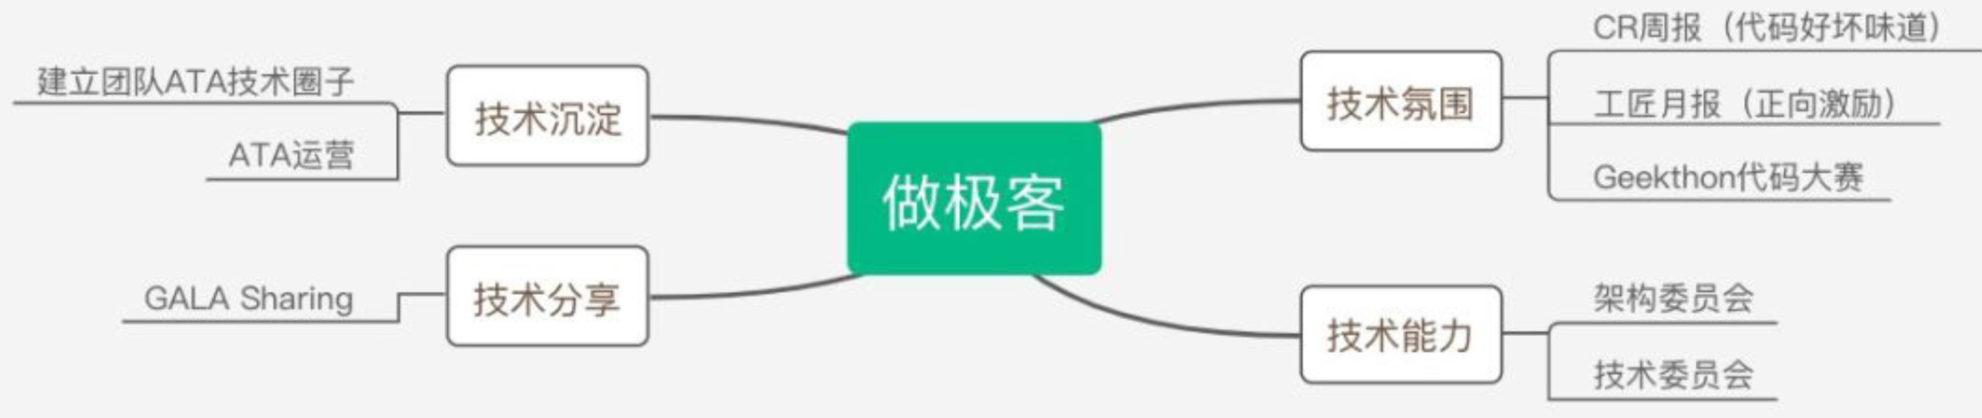 做极客
技术氛围
CR周报（代码好坏味道）
工匠月报（正向激励）
Geekthon代码大赛
技术能力
架构委员会
技术委员会
技术沉淀
建立团队ATA技术圈子
ATA运营
技术分享
GALA Sharing